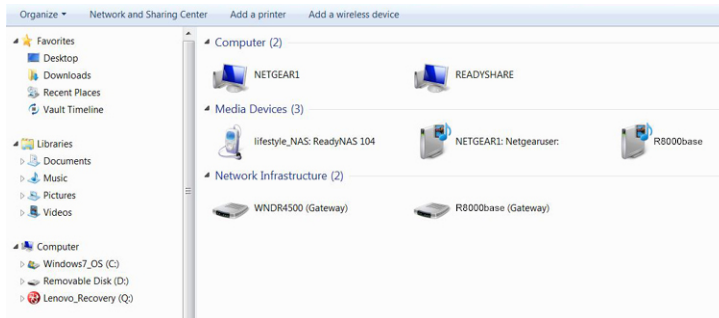 Organize Network and Sharing Center Add a printer Add a wireless device
Favorites
Desktop
Downloads
Recent Places
Vault Timeline
Libraries
Documents
Music
Pictures
Videos
Computer
Windows7_OS (C:)
Removable Disk (D:)
Lenovo_Recovery (Q:)
Computer (2)
NETGEAR1 READYSHARE
Media Devices (3)
lifestyle_NAS: ReadyNAS 104 NETGEAR1: Netgearuser: R8000base
Network Infrastructure (2)
WNDR4500 (Gateway) R8000base (Gateway)